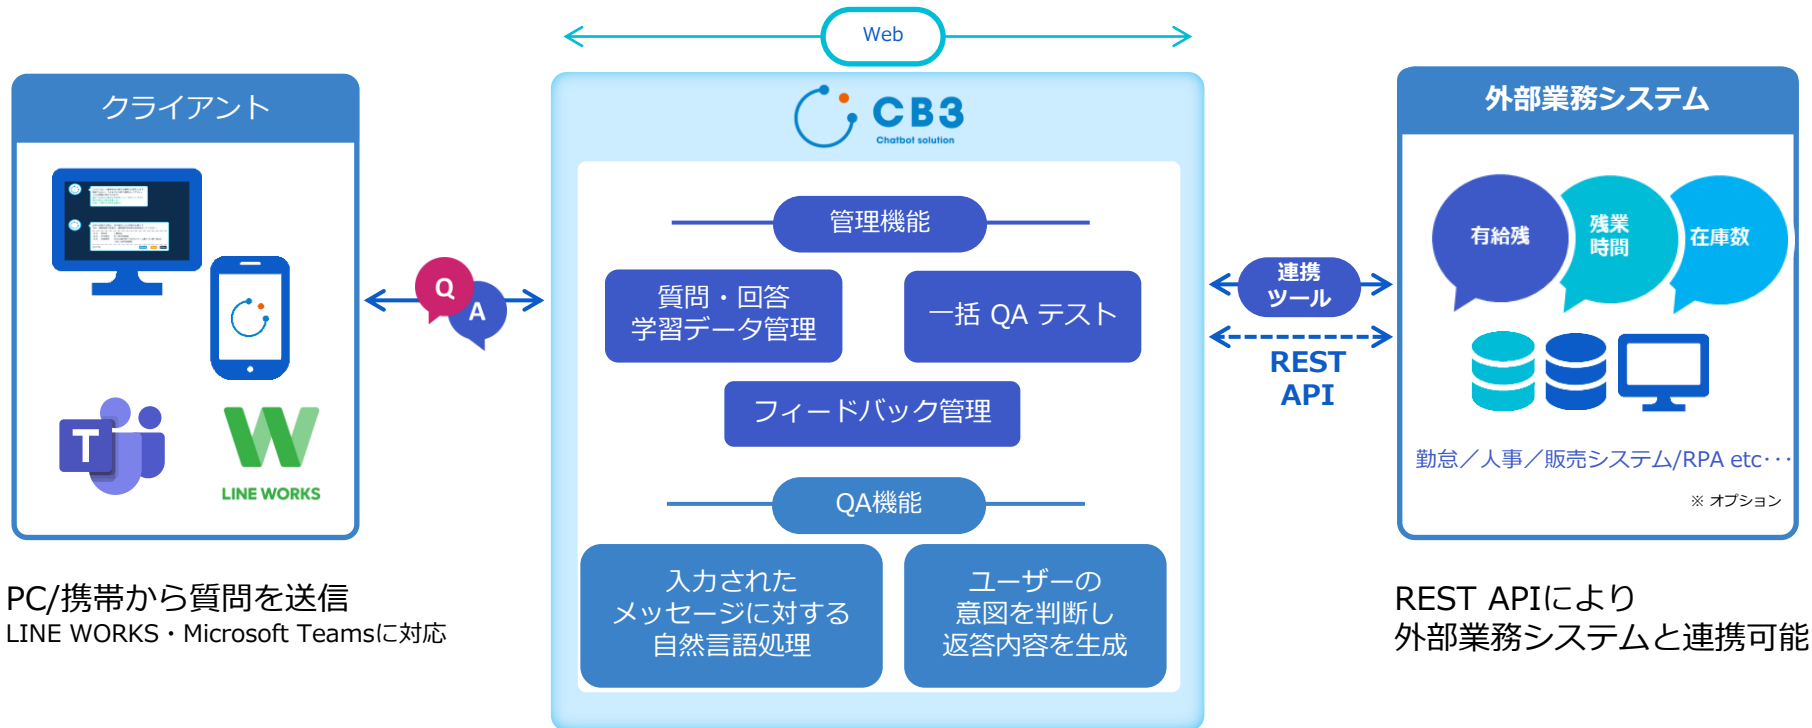 Web
クライアント
Q
A
T
LINE WORKS
PC/携帯から質問を送信
LINE WORKS・Microsoft Teamsに対応
CB3
Chatbot solution
管理機能
質問・回答
学習データ管理
一括 QA テスト
フィードバック管理
QA機能
入力された
メッセージに対する
自然言語処理
ユーザーの
意図を判断し
返答内容を生成
連携
ツール
REST
API
外部業務システム
有給残
残業
時間
在庫数
勤怠／人事／販売システム/RPA etc･･･
※ オプション
REST APIにより
外部業務システムと連携可能